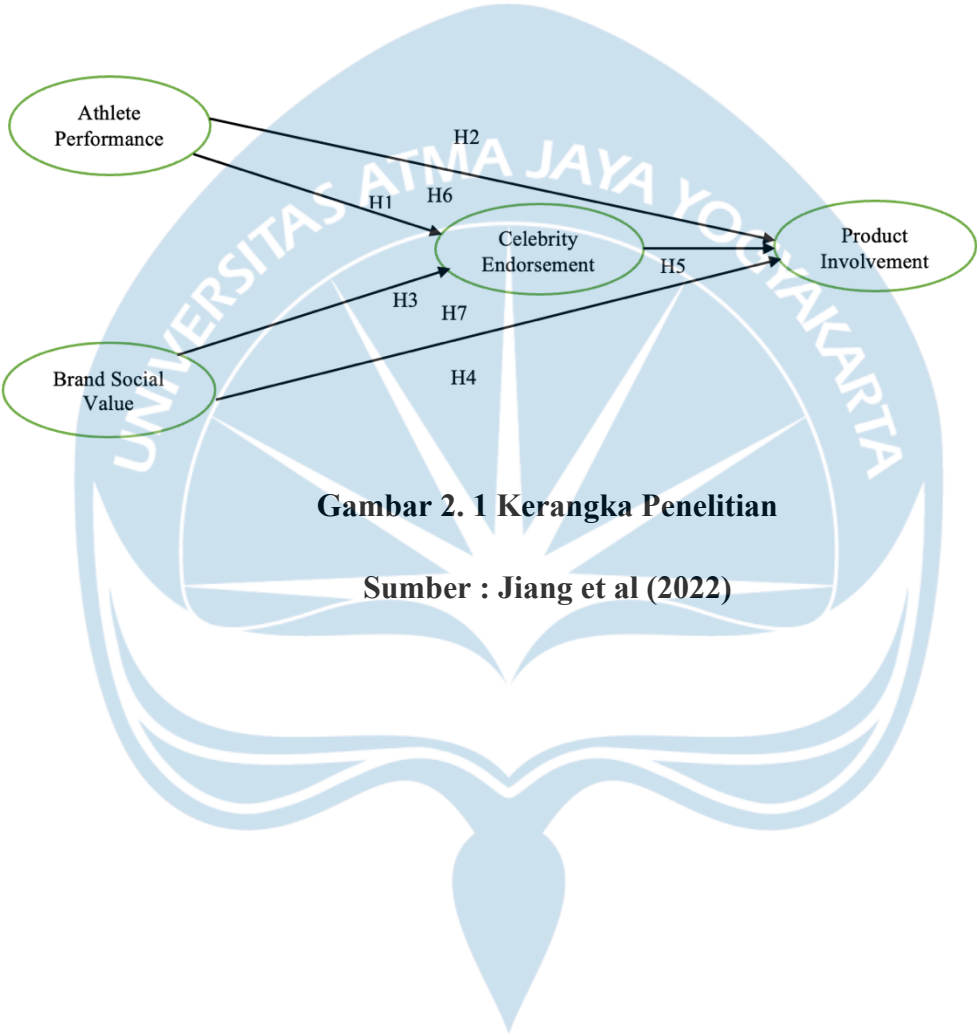 Athlete
Performance
H2
UNIVERSITAS ATMA JAYA YOGYAKARTA
H6
H1
Celebrity
Endorsement
Product
Involvement
H5
H3
H7
Brand Social
Value
H4
Gambar 2. 1 Kerangka Penelitian
Sumber : Jiang et al (2022)